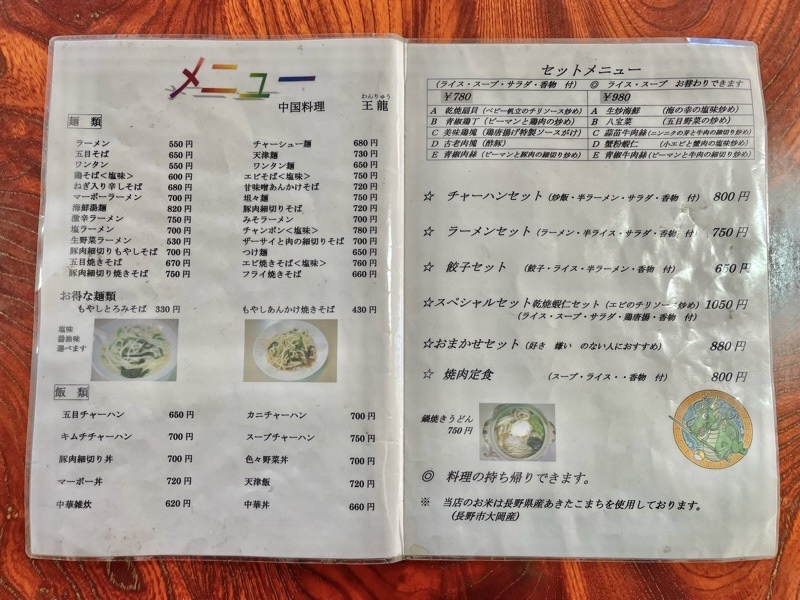 メニュー
中国料理 王龍
わんりゅう
麺 類
ラーメン 550円
五目そば 650円
ワンタン 550円
鶏そば<塩味> 600円
ねぎ入り辛しそば 680円
マーボーラーメン 700円
海鮮湯麺 820円
激辛ラーメン 750円
塩ラーメン 700円
生野菜ラーメン 530円
豚肉細切りもやしそば 700円
五目焼きそば 670円
豚肉細切り焼きそば 750円
チャーシュー麺 680円
天津麺 730円
ワンタン麺 650円
エビそば<塩味> 750円
甘味噌あんかけそば 720円
坦々麺 750円
豚肉細切りそば 720円
みそラーメン 700円
チャンポン<塩味> 780円
ザーサイと肉の細切りそば 700円
つけ麺 650円
エビ焼きそば<塩味> 760円
フライ焼きそば 660円
お得な麺類
もやしとろみそば 330円
もやしあんかけ焼きそば 430円
塩味
醤油味
選べます
飯 類
五目チャーハン 650円
キムチチャーハン 700円
豚肉細切り丼 700円
マーボー丼 720円
中華雑炊 620円
カニチャーハン 700円
スープチャーハン 750円
色々野菜丼 700円
天津飯 720円
中華丼 660円
セットメニュー
(ライス・スープ・サラダ・香物 付) ◎ ライス・スープ お替わりできます
¥780
A 乾焼扇貝 (ベビー帆立のチリソース炒め)
B 青椒鶏丁 (ピーマンと鶏肉の炒め)
C 美味鶏塊 (鶏唐揚げ特製ソースがけ)
D 古老肉塊 (酢豚)
E 青椒肉絲 (ピーマンと豚肉の細切り炒め)
¥980
A 生炒海鮮 (海の幸の塩味炒め)
B 八宝菜 (五目野菜の炒め)
C 蒜苗牛肉絲 (ニンニクの芽と牛肉の細切り炒め)
D 蟹粉蝦仁 (小エビと蟹肉の塩味炒め)
E 青椒牛肉絲 (ピーマンと牛肉の細切り炒め)
☆ チャーハンセット (炒飯・半ラーメン・サラダ・香物 付) 800円
☆ ラーメンセット (ラーメン・半ライス・サラダ・香物 付) 750円
☆ 餃子セット (餃子・ライス・半ラーメン・香物 付) 650円
☆スペシャルセット 乾焼蝦仁セット (エビのチリソース炒め) 1050円
(ライス・スープ・サラダ・鶏唐揚・香物 付)
☆おまかせセット (好き 嫌い のない人におすすめ) 880円
☆ 焼肉定食 (スープ・ライス・・香物 付) 800円
鍋焼きうどん
750円
◎ 料理の持ち帰りできます。
※ 当店のお米は長野県産あきたこまちを使用しております。
(長野市大岡産)